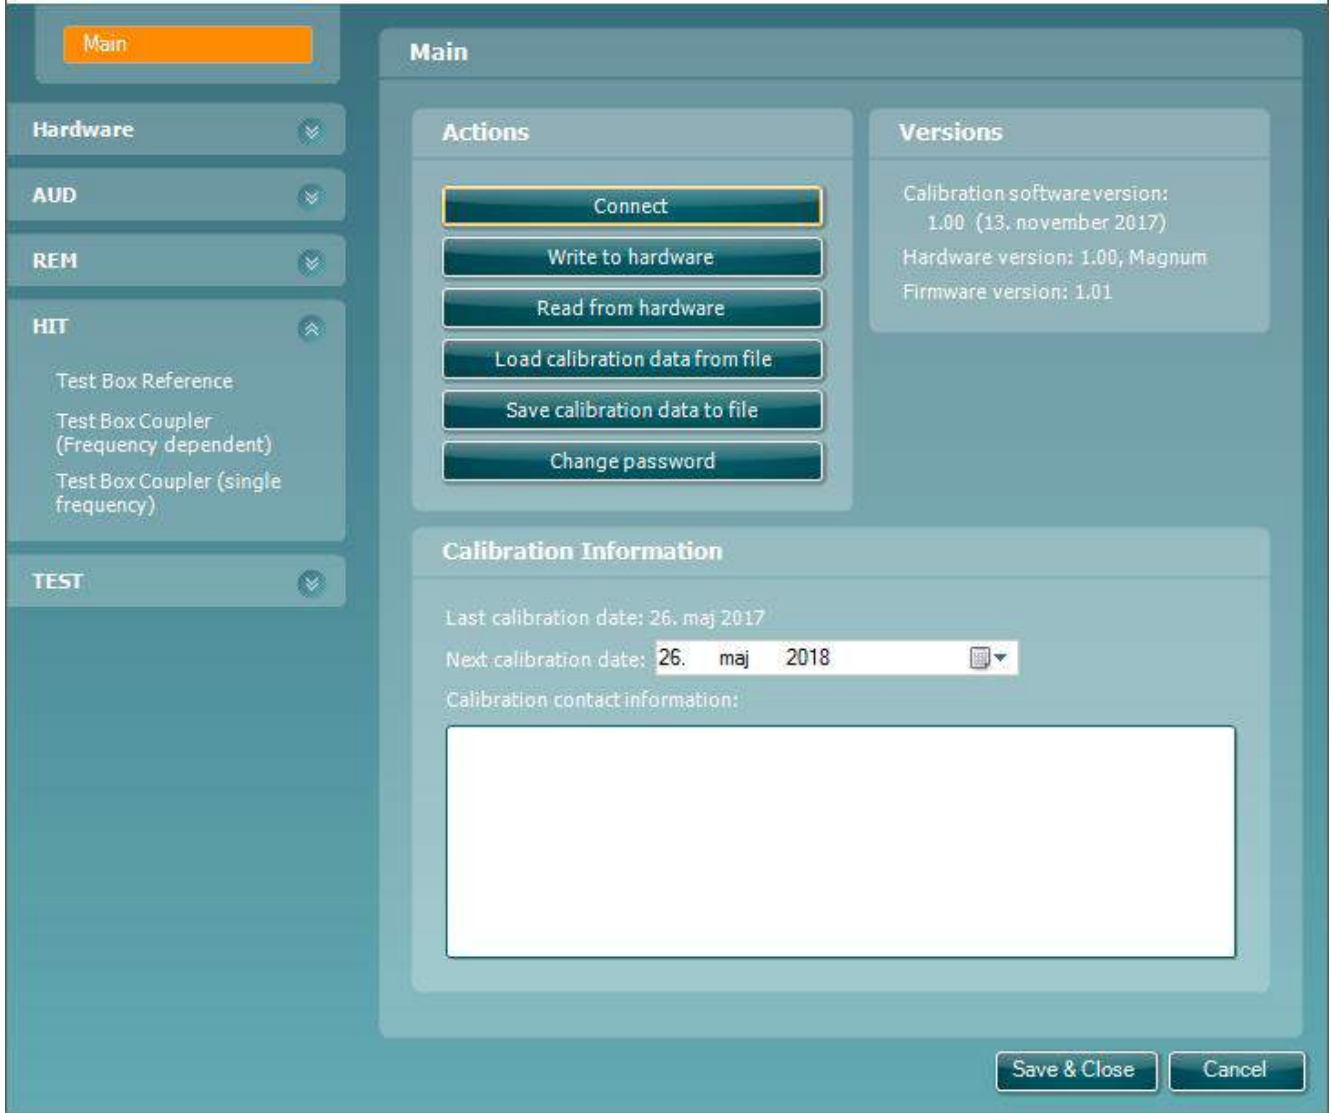 Main
Hardware
AUD
REM
HIT
Test Box Reference
Test Box Coupler
(Frequency dependent)
Test Box Coupler (single
frequency)
TEST
Main
Actions
Connect
Write to hardware
Read from hardware
Load calibration data from file
Save calibration data to file
Change password
Versions
Calibration software version:
1.00 (13. november 2017)
Hardware version: 1.00, Magnum
Firmware version: 1.01
Calibration Information
Last calibration date: 26. maj 2017
Next calibration date: 26. maj 2018
Calibration contact information:
Save & Close
Cancel